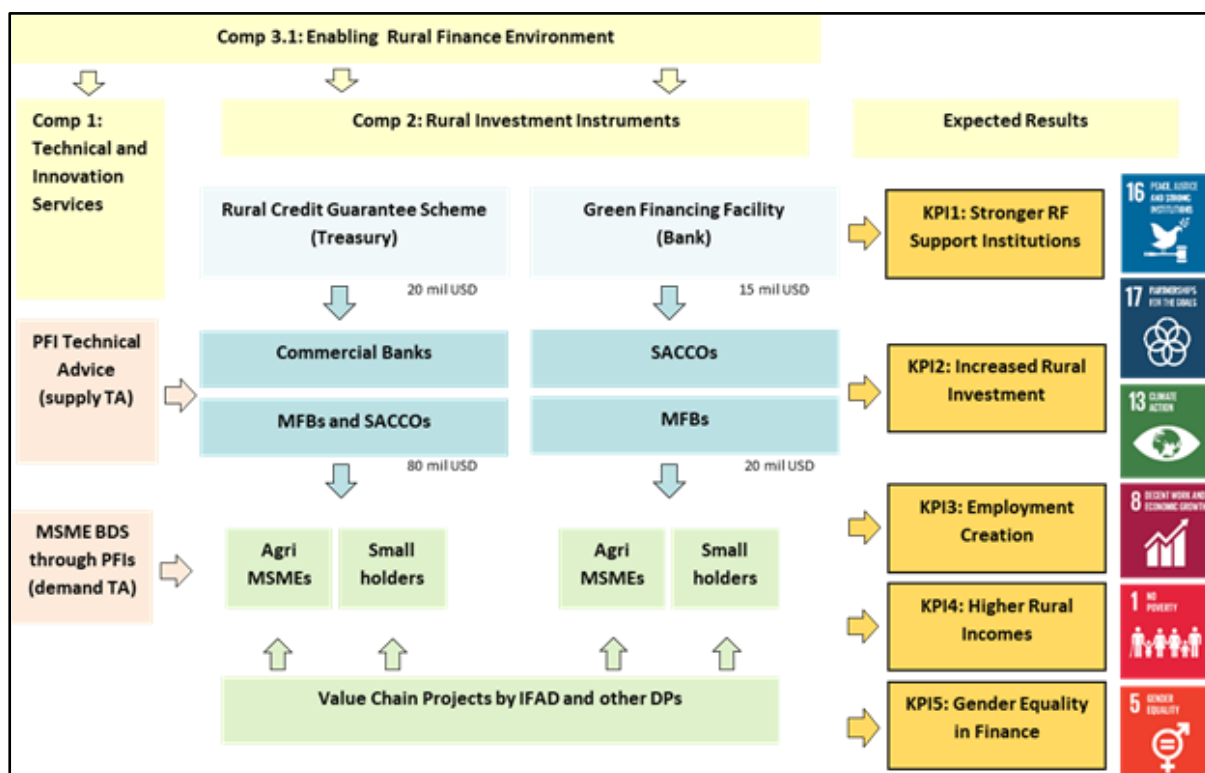 Comp 3.1: Enabling Rural Finance Environment
Comp 1:
Technical and
Innovation
Services
Comp 2: Rural Investment Instruments
Expected Results
Rural Credit Guarantee Scheme
(Treasury)
Green Financing Facility
(Bank)
KPI1: Stronger RF
Support Institutions
16 PEACE, JUSTICE
AND STRONG
INSTITUTIONS
20 mil USD
15 mil USD
17 PARTNERSHIPS
FOR THE GOALS
PFI Technical
Advice
(supply TA)
Commercial Banks
SACCOs
KPI2: Increased Rural
Investment
MFBs and SACCOs
MFBs
13 CLIMATE
ACTION
80 mil USD
20 mil USD
MSME BDS
through PFIs
(demand TA)
Agri
MSMEs
Small
holders
Agri
MSMEs
Small
holders
KPI3: Employment
Creation
8 DECENT WORK AND
ECONOMIC GROWTH
KPI4: Higher Rural
Incomes
1 NO
POVERTY
Value Chain Projects by IFAD and other DPs
KPI5: Gender Equality
in Finance
5 GENDER
EQUALITY